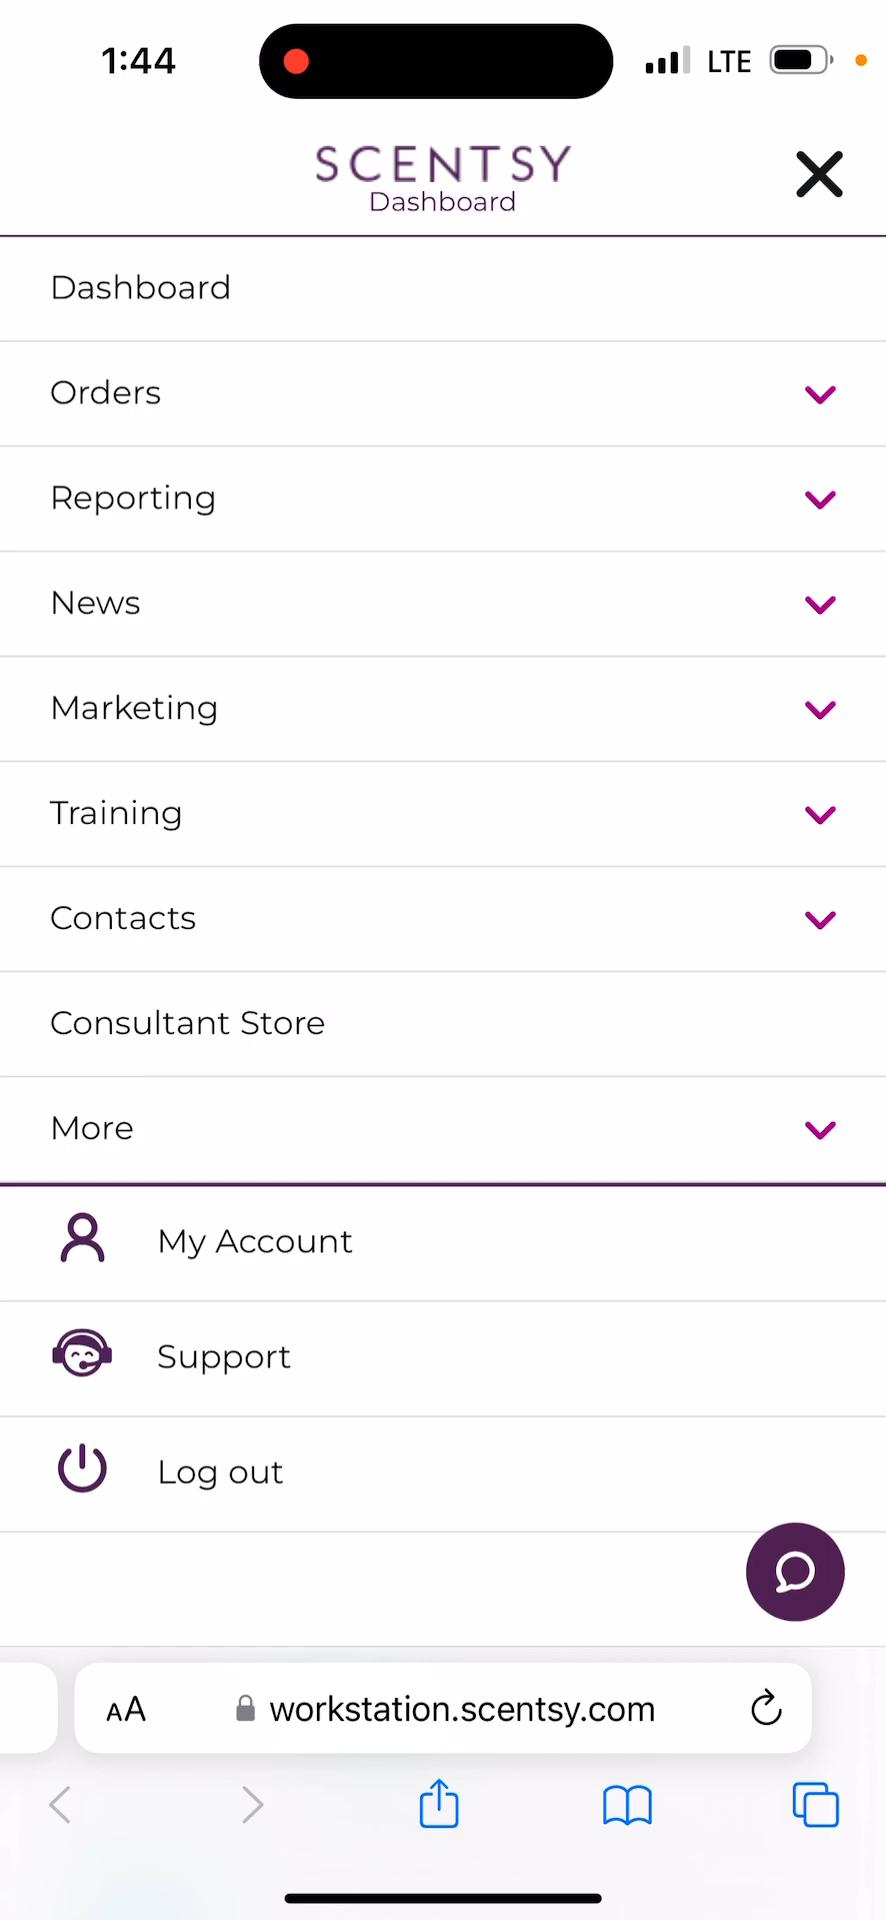 1:44
LTE
SCENTSY
Dashboard
Dashboard
Orders
Reporting
News
Marketing
Training
Contacts
Consultant Store
More
My Account
Support
Log out
AA workstation.scentsy.com